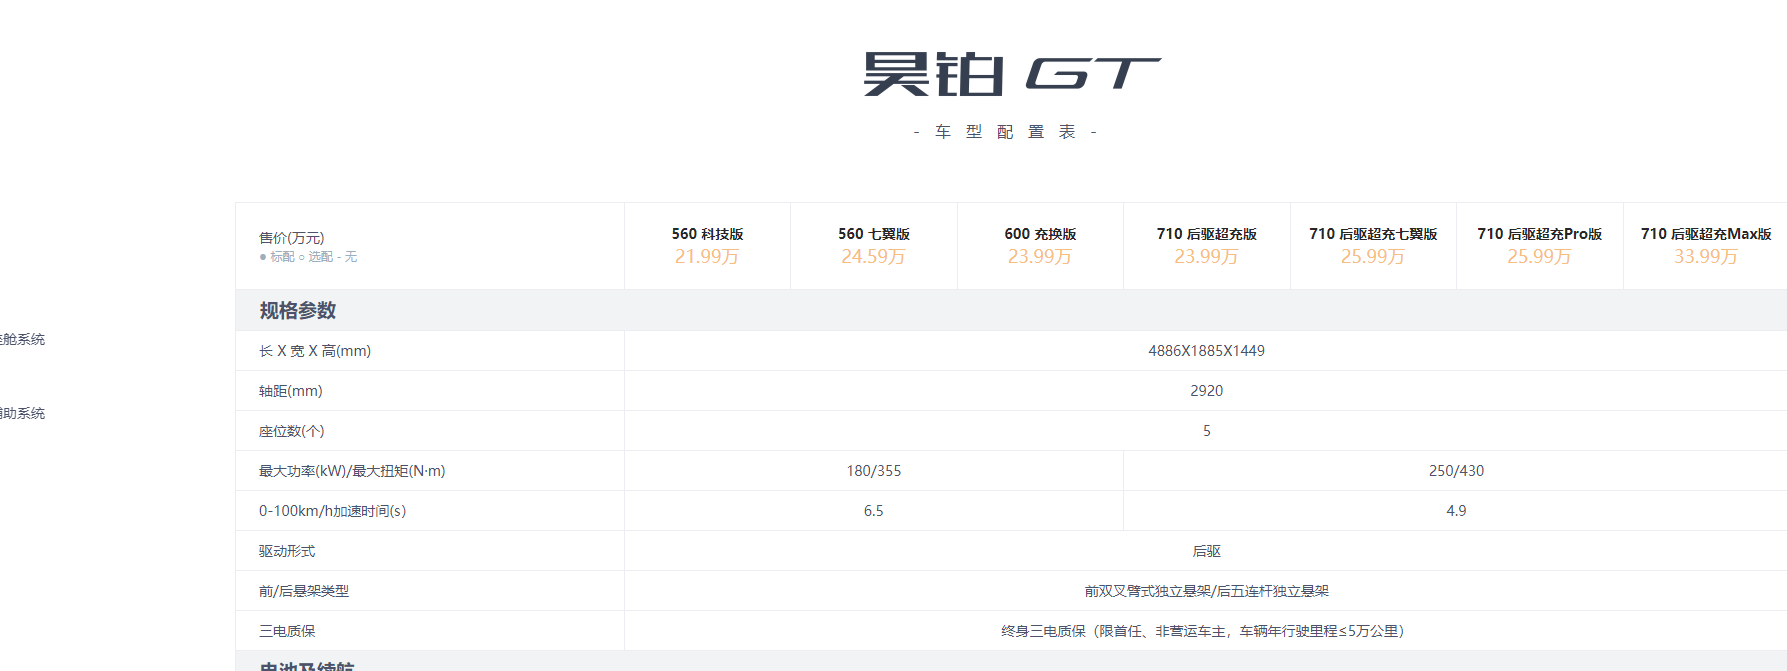 昊铂 GT
- 车 型 配 置 表 -
售价(万元)
● 标配 ○ 选配 - 无
560 科技版
21.99万
560 七翼版
24.59万
600 充换版
23.99万
710 后驱超充版
23.99万
710 后驱超充七翼版
25.99万
710 后驱超充Pro版
25.99万
710 后驱超充Max版
33.99万
规格参数
舱系统
助系统
长 X 宽 X 高(mm)
4886X1885X1449
轴距(mm)
2920
座位数(个)
5
最大功率(kW)/最大扭矩(N·m)
180/355
250/430
0-100km/h加速时间(s)
6.5
4.9
驱动形式
后驱
前/后悬架类型
前双叉臂式独立悬架/后五连杆独立悬架
三电质保
终身三电质保（限首任、非营运车主，车辆年行驶里程≤5万公里）
电池及续航